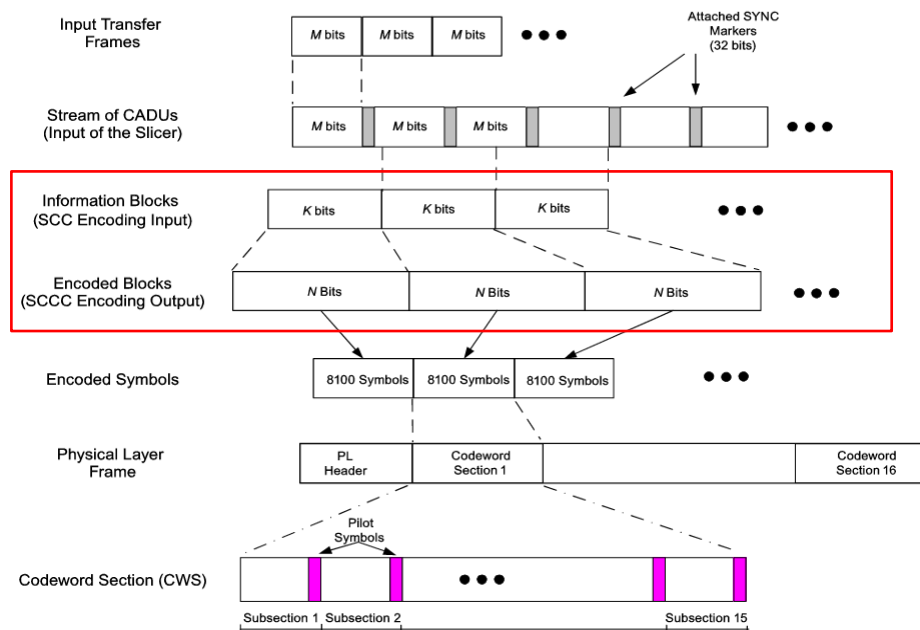 Input Transfer
Frames
M bits
M bits
M bits
Attached SYNC
Markers
(32 bits)
Stream of CADUs
(Input of the Slicer)
M bits
M bits
M bits
Information Blocks
(SCC Encoding Input)
K bits
K bits
K bits
Encoded Blocks
(SCCC Encoding Output)
N Bits
N Bits
N Bits
Encoded Symbols
8100 Symbols
8100 Symbols
8100 Symbols
Physical Layer
Frame
PL
Header
Codeword
Section 1
Codeword
Section 16
Pilot
Symbols
Codeword Section (CWS)
Subsection 1
Subsection 2
Subsection 15